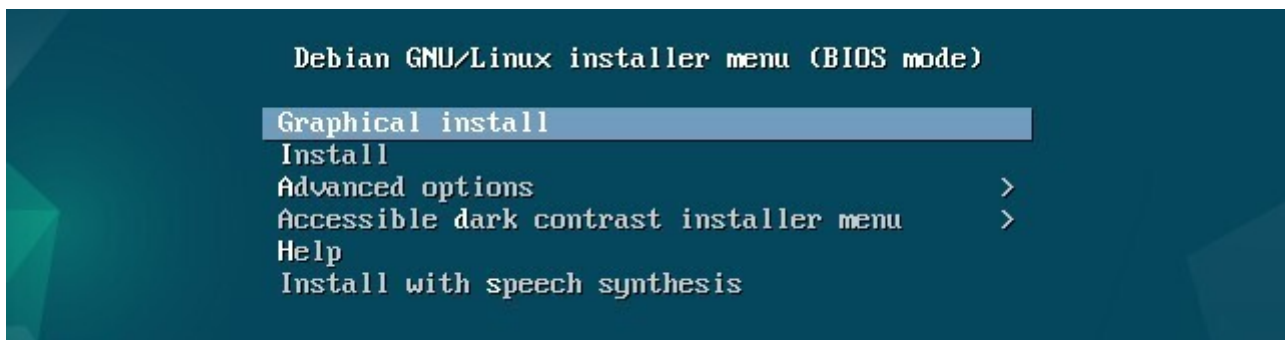 Debian GNU/Linux installer menu (BIOS mode)
Graphical install
Install
Advanced options >
Accessible dark contrast installer menu >
Help
Install with speech synthesis